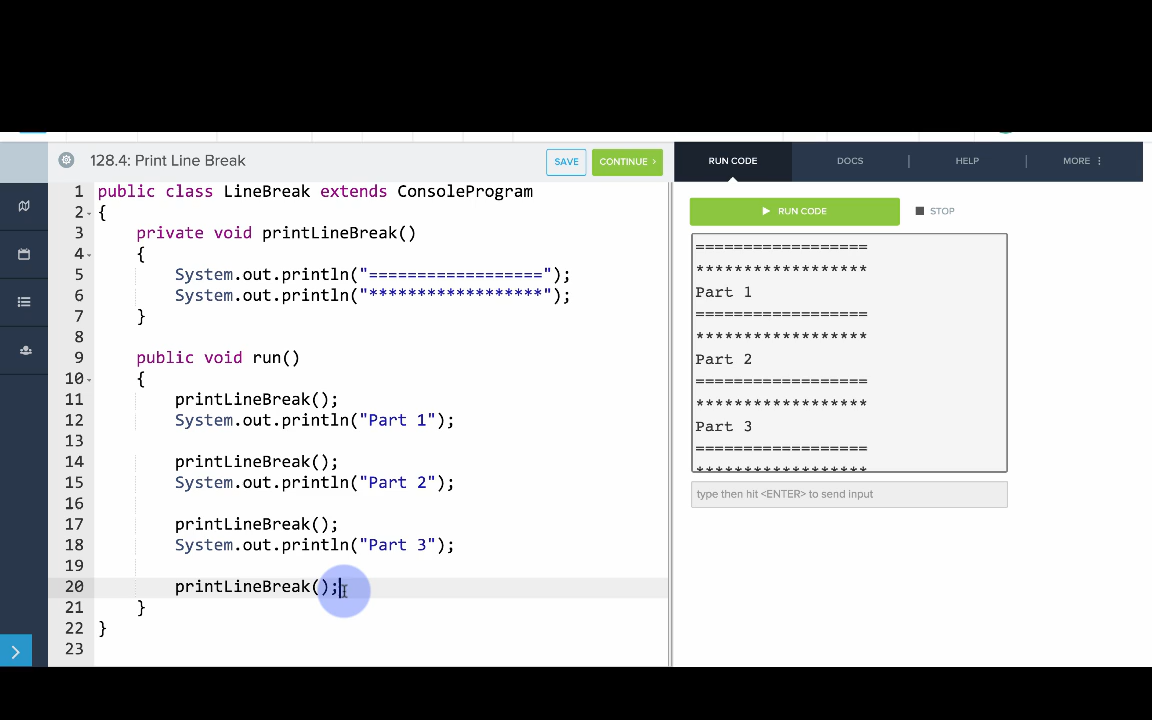 128.4: Print Line Break
SAVE
CONTINUE >
RUN CODE
DOCS
HELP
MORE
1 public class LineBreak extends ConsoleProgram
2 {
3 private void printLineBreak()
4 {
5 System.out.println("==================");
6 System.out.println("******************");
7 }
8
9 public void run()
10 {
11 printLineBreak();
12 System.out.println("Part 1");
13
14 printLineBreak();
15 System.out.println("Part 2");
16
17 printLineBreak();
18 System.out.println("Part 3");
19
20 printLineBreak();
21 }
22 }
23
RUN CODE
STOP
==================
******************
Part 1
==================
******************
Part 2
==================
******************
Part 3
==================
******************
type then hit <ENTER> to send input